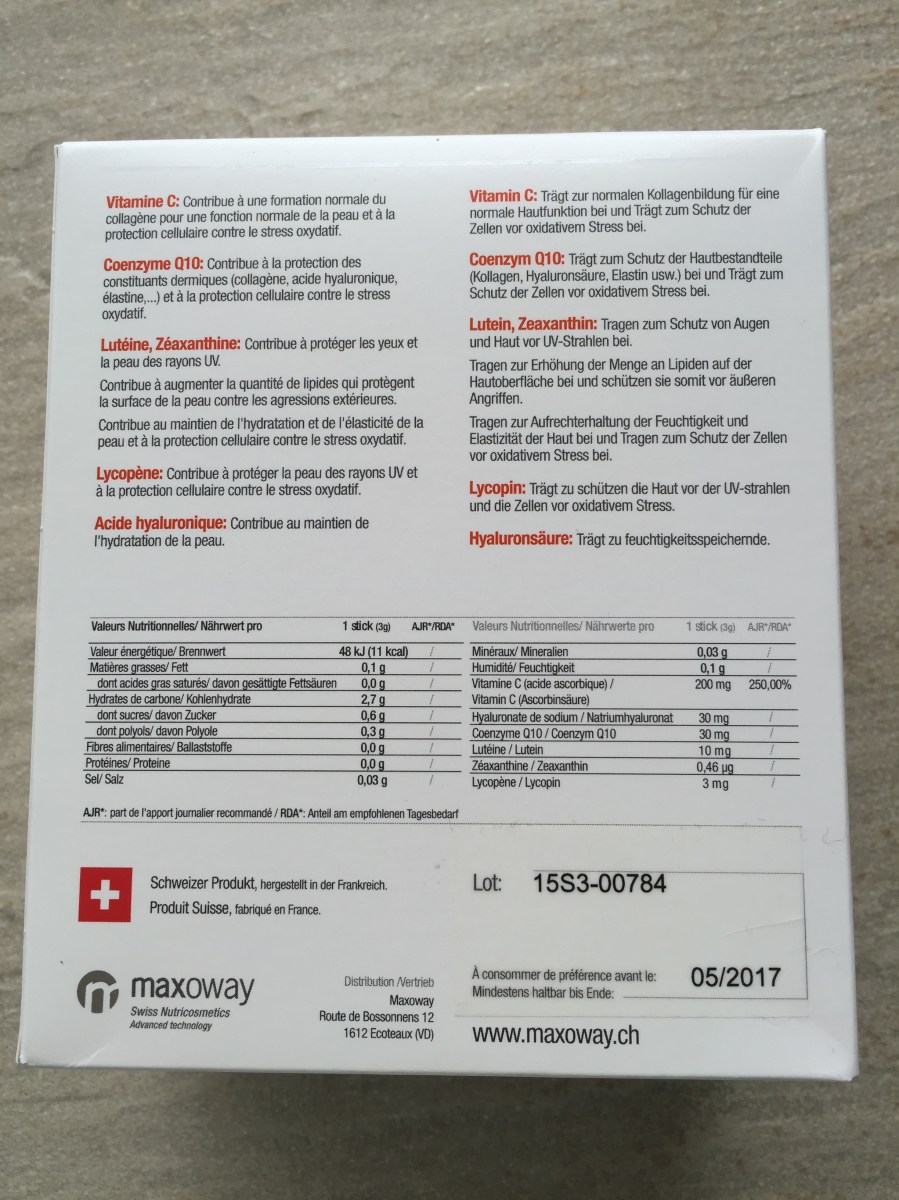 Vitamine C: Contribue à une formation normale du
collagène pour une fonction normale de la peau et à la
protection cellulaire contre le stress oxydatif.
Coenzyme Q10: Contribue à la protection des
constituants dermiques (collagène, acide hyaluronique,
élastine,...) et à la protection cellulaire contre le stress
oxydatif.
Lutéine, Zéaxanthine: Contribue à protéger les yeux et
la peau des rayons UV.
Contribue à augmenter la quantité de lipides qui protègent
la surface de la peau contre les agressions extérieures.
Contribue au maintien de l'hydratation et de l'élasticité de la
peau et à la protection cellulaire contre le stress oxydatif.
Lycopène: Contribue à protéger la peau des rayons UV et
à la protection cellulaire contre le stress oxydatif.
Acide hyaluronique: Contribue au maintien de
l'hydratation de la peau.
Vitamin C: Trägt zur normalen Kollagenbildung für eine
normale Hautfunktion bei und Trägt zum Schutz der
Zellen vor oxidativem Stress bei.
Coenzym Q10: Trägt zum Schutz der Hautbestandteile
(Kollagen, Hyaluronsäure, Elastin usw.) bei und Trägt zum
Schutz der Zellen vor oxidativem Stress bei.
Lutein, Zeaxanthin: Tragen zum Schutz von Augen
und Haut vor UV-Strahlen bei.
Tragen zur Erhöhung der Menge an Lipiden auf der
Hautoberfläche bei und schützen sie somit vor äußeren
Angriffen.
Tragen zur Aufrechterhaltung der Feuchtigkeit und
Elastizität der Haut bei und Tragen zum Schutz der Zellen
vor oxidativem Stress bei.
Lycopin: Trägt zu schützen die Haut vor der UV-strahlen
und die Zellen vor oxidativem Stress.
Hyaluronsäure: Trägt zu feuchtigkeitsspeichernde.
Valeurs Nutritionnelles/ Nährwert pro 1 stick (3g) AJR*/RDA*
Valeur énergétique/ Brennwert 48 kJ (11 kcal) /
Matières grasses/ Fett 0,1 g /
dont acides gras saturés/ davon gesättigte Fettsäuren 0,0 g /
Hydrates de carbone/ Kohlenhydrate 2,7 g /
dont sucres/ davon Zucker 0,6 g /
dont polyols/ davon Polyole 0,3 g /
Fibres alimentaires/ Ballaststoffe 0,0 g /
Protéines/ Proteine 0,0 g /
Sel/ Salz 0,03 g /
Valeurs Nutritionnelles/ Nährwerte pro 1 stick (3g) AJR*/RDA*
Minéraux/ Mineralien 0,03 g /
Humidité/ Feuchtigkeit 0,1 g /
Vitamine C (acide ascorbique) / 200 mg 250,00%
Vitamin C (Ascorbinsäure)
Hyaluronate de sodium / Natriumhyaluronat 30 mg /
Coenzyme Q10 / Coenzym Q10 30 mg /
Lutéine / Lutein 10 mg /
Zéaxanthine / Zeaxanthin 0,46 µg /
Lycopène / Lycopin 3 mg /
AJR*: part de l'apport journalier recommandé / RDA*: Anteil am empfohlenen Tagesbedarf
Schweizer Produkt, hergestellt in der Frankreich.
Produit Suisse, fabriqué en France.
Lot: 15S3-00784
À consommer de préférence avant le: 05/2017
Mindestens haltbar bis Ende:
maxoway
Swiss Nutricosmetics
Advanced technology
Distribution /Vertrieb
Maxoway
Route de Bossonnens 12
1612 Ecoteaux (VD)
www.maxoway.ch